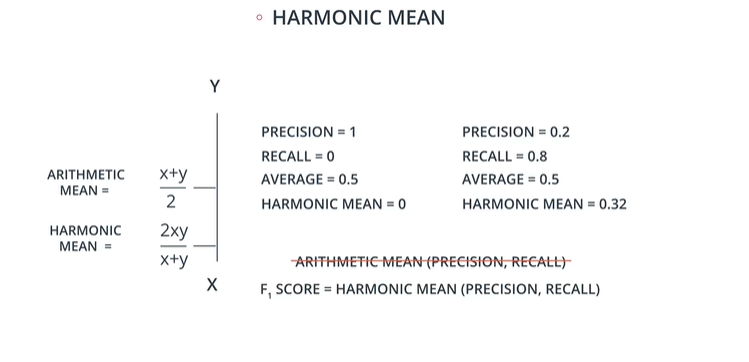 HARMONIC MEAN
Y
ARITHMETIC
MEAN =
x+y
2
HARMONIC
MEAN =
2xy
x+y
X
PRECISION = 1
RECALL = 0
AVERAGE = 0.5
HARMONIC MEAN = 0
PRECISION = 0.2
RECALL = 0.8
AVERAGE = 0.5
HARMONIC MEAN = 0.32
ARITHMETIC MEAN (PRECISION, RECALL)
F₁ SCORE = HARMONIC MEAN (PRECISION, RECALL)